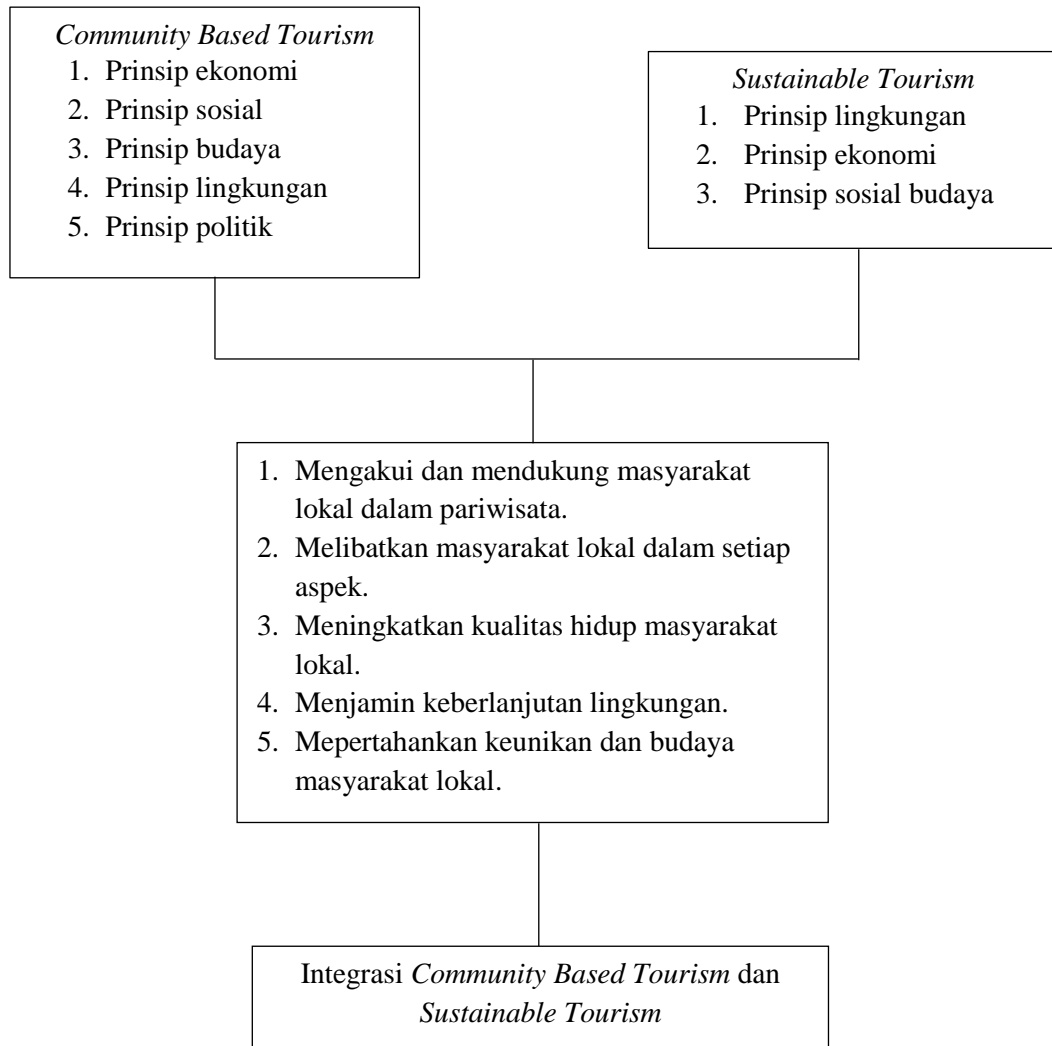 Community Based Tourism
1. Prinsip ekonomi
2. Prinsip sosial
3. Prinsip budaya
4. Prinsip lingkungan
5. Prinsip politik
Sustainable Tourism
1. Prinsip lingkungan
2. Prinsip ekonomi
3. Prinsip sosial budaya
1. Mengakui dan mendukung masyarakat
lokal dalam pariwisata.
2. Melibatkan masyarakat lokal dalam setiap
aspek.
3. Meningkatkan kualitas hidup masyarakat
lokal.
4. Menjamin keberlanjutan lingkungan.
5. Mepertahankan keunikan dan budaya
masyarakat lokal.
Integrasi Community Based Tourism dan
Sustainable Tourism